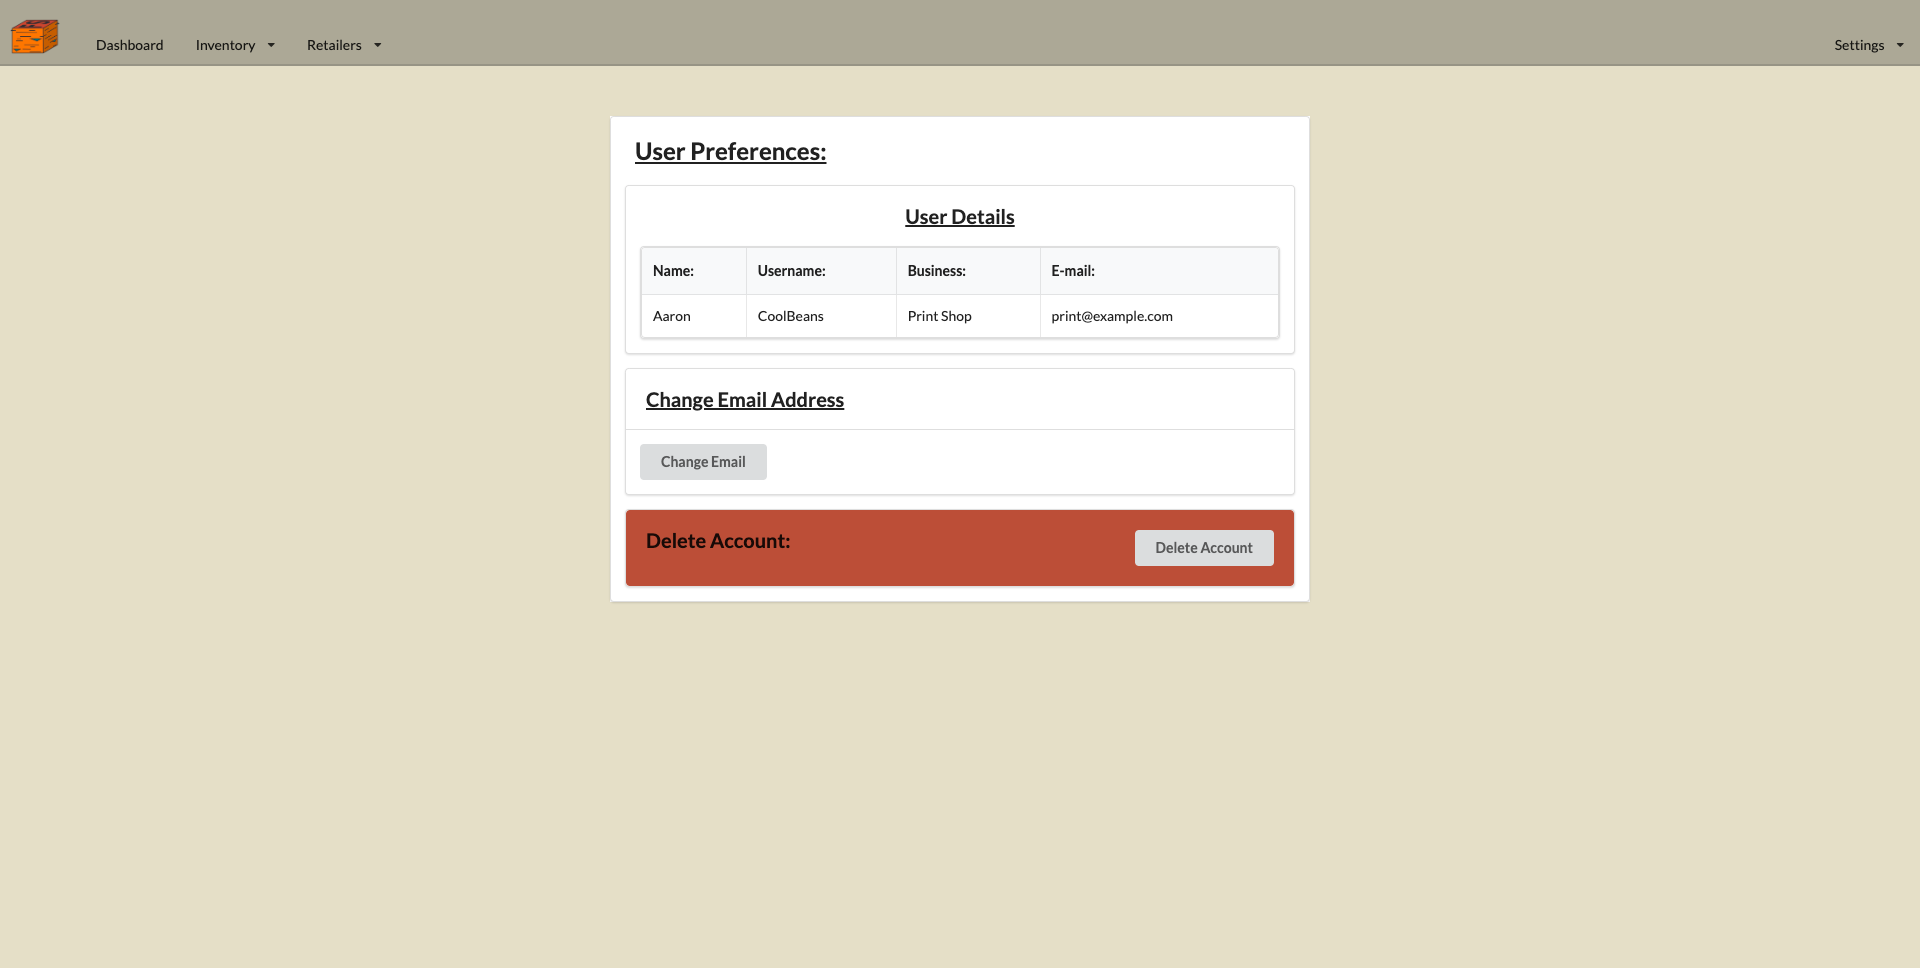 Dashboard Inventory Retailers Settings
User Preferences:
User Details
Name: Username: Business: E-mail:
Aaron CoolBeans Print Shop print@example.com
Change Email Address
Change Email
Delete Account: Delete Account